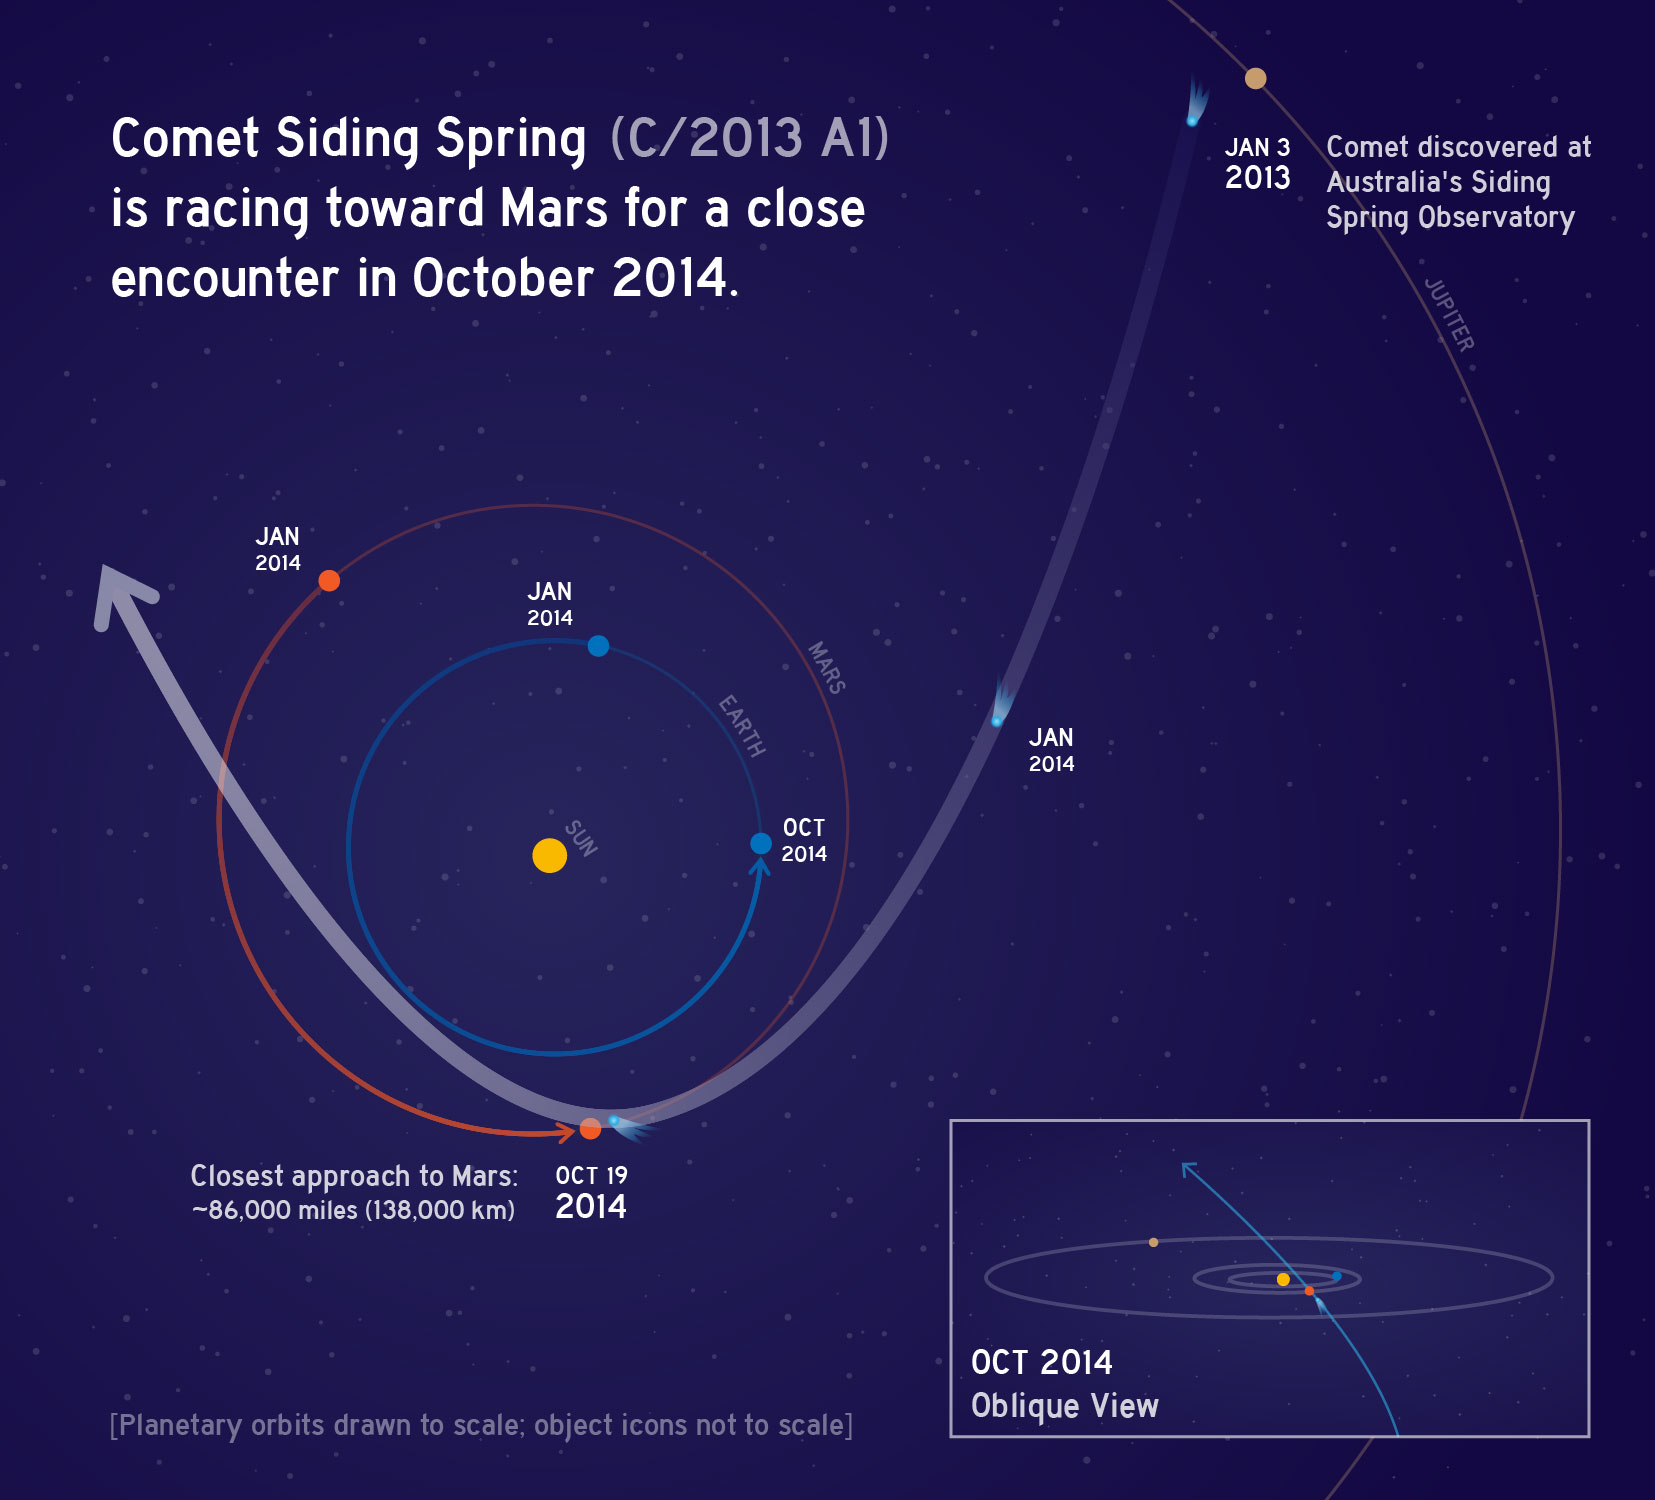 Comet Siding Spring (C/2013 A1)
is racing toward Mars for a close
encounter in October 2014.
JAN 3
2013
Comet discovered at
Australia's Siding
Spring Observatory
JUPITER
JAN
2014
JAN
2014
MARS
EARTH
SUN
JAN
2014
OCT
2014
Closest approach to Mars:
~86,000 miles (138,000 km)
OCT 19
2014
OCT 2014
Oblique View
[Planetary orbits drawn to scale; object icons not to scale]